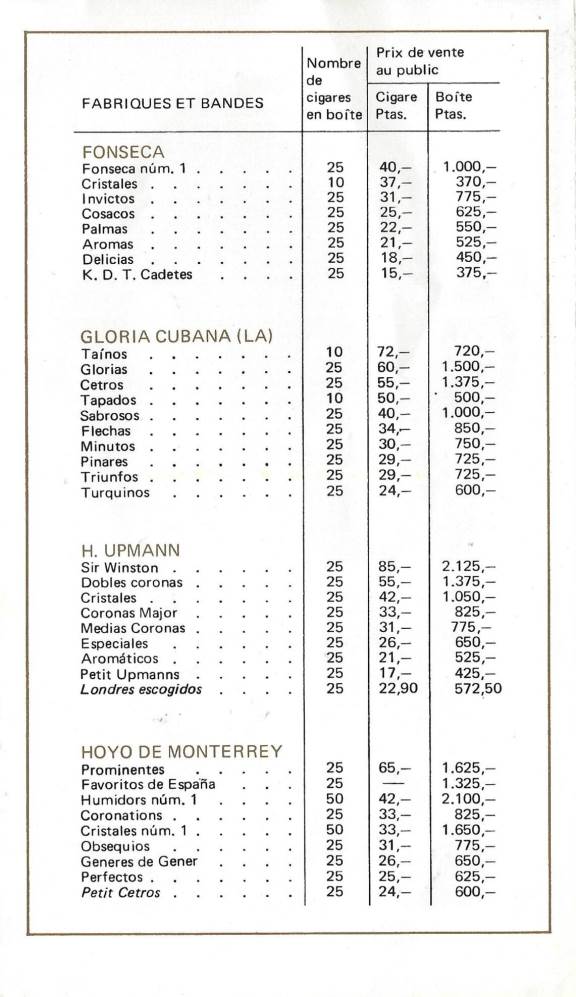 FABRIQUES ET BANDES
Nombre
de
cigares
en boîte
Prix de vente
au public
Cigare
Ptas.
Boîte
Ptas.
FONSECA
Fonseca núm. 1 . . . . . 25 40,— 1.000,—
Cristales . . . . . . . 10 37,— 370,—
Invictos . . . . . . . 25 31,— 775,—
Cosacos . . . . . . . 25 25,— 625,—
Palmas . . . . . . . 25 22,— 550,—
Aromas . . . . . . . 25 21,— 525,—
Delicias . . . . . . . 25 18,— 450,—
K. D. T. Cadetes . . . . 25 15,— 375,—
GLORIA CUBANA (LA)
Taínos . . . . . . . 10 72,— 720,—
Glorias . . . . . . . 25 60,— 1.500,—
Cetros . . . . . . . 25 55,— 1.375,—
Tapados . . . . . . . 10 50,— 500,—
Sabrosos . . . . . . . 25 40,— 1.000,—
Flechas . . . . . . . 25 34,— 850,—
Minutos . . . . . . . 25 30,— 750,—
Pinares . . . . . . . 25 29,— 725,—
Triunfos . . . . . . . 25 29,— 725,—
Turquinos . . . . . . 25 24,— 600,—
H. UPMANN
Sir Winston . . . . . . 25 85,— 2.125,—
Dobles coronas . . . . . 25 55,— 1.375,—
Cristales . . . . . . . 25 42,— 1.050,—
Coronas Major . . . . . 25 33,— 825,—
Medias Coronas . . . . . 25 31,— 775,—
Especiales . . . . . . 25 26,— 650,—
Aromáticos . . . . . . 25 21,— 525,—
Petit Upmanns . . . . . 25 17,— 425,—
Londres escogidos . . . . 25 22,90 572,50
HOYO DE MONTERREY
Prominentes . . . . . 25 65,— 1.625,—
Favoritos de España . . . 25 — 1.325,—
Humidors núm. 1 . . . . 50 42,— 2.100,—
Coronations . . . . . . 25 33,— 825,—
Cristales núm. 1 . . . . . 50 33,— 1.650,—
Obsequios . . . . . . 25 31,— 775,—
Generes de Gener . . . . 25 26,— 650,—
Perfectos . . . . . . . 25 25,— 625,—
Petit Cetros . . . . . . 25 24,— 600,—